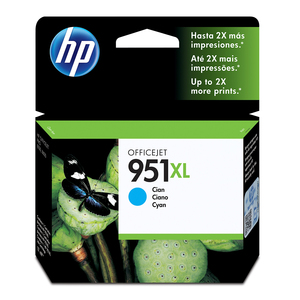 hp
Hasta 2X más
impresiones.*
Até 2X mais
impressões.*
Up to 2X
more prints.*
OFFICEJET
951XL
Cian
Ciano
Cyan